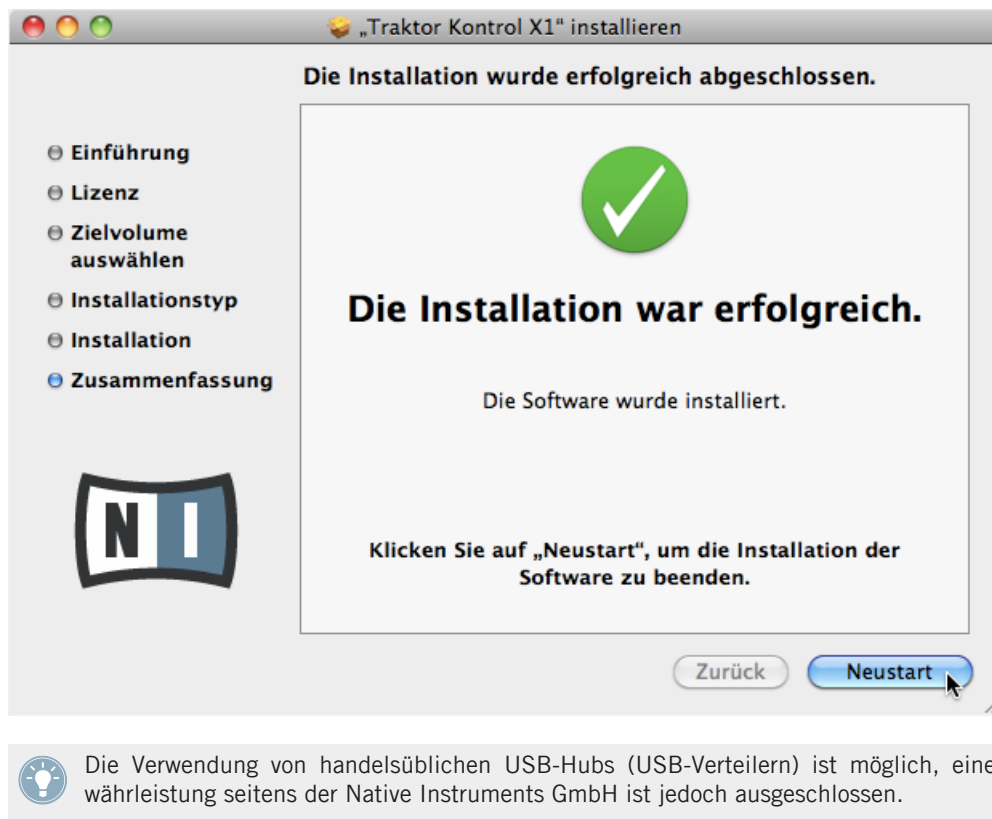 „Traktor Kontrol X1“ installieren
Die Installation wurde erfolgreich abgeschlossen.
Einführung
Lizenz
Zielvolume
auswählen
Installationstyp
Installation
Zusammenfassung
NI
Die Installation war erfolgreich.
Die Software wurde installiert.
Klicken Sie auf „Neustart“, um die Installation der
Software zu beenden.
Zurück
Neustart
Die Verwendung von handelsüblichen USB-Hubs (USB-Verteilern) ist möglich, eine
währleistung seitens der Native Instruments GmbH ist jedoch ausgeschlossen.